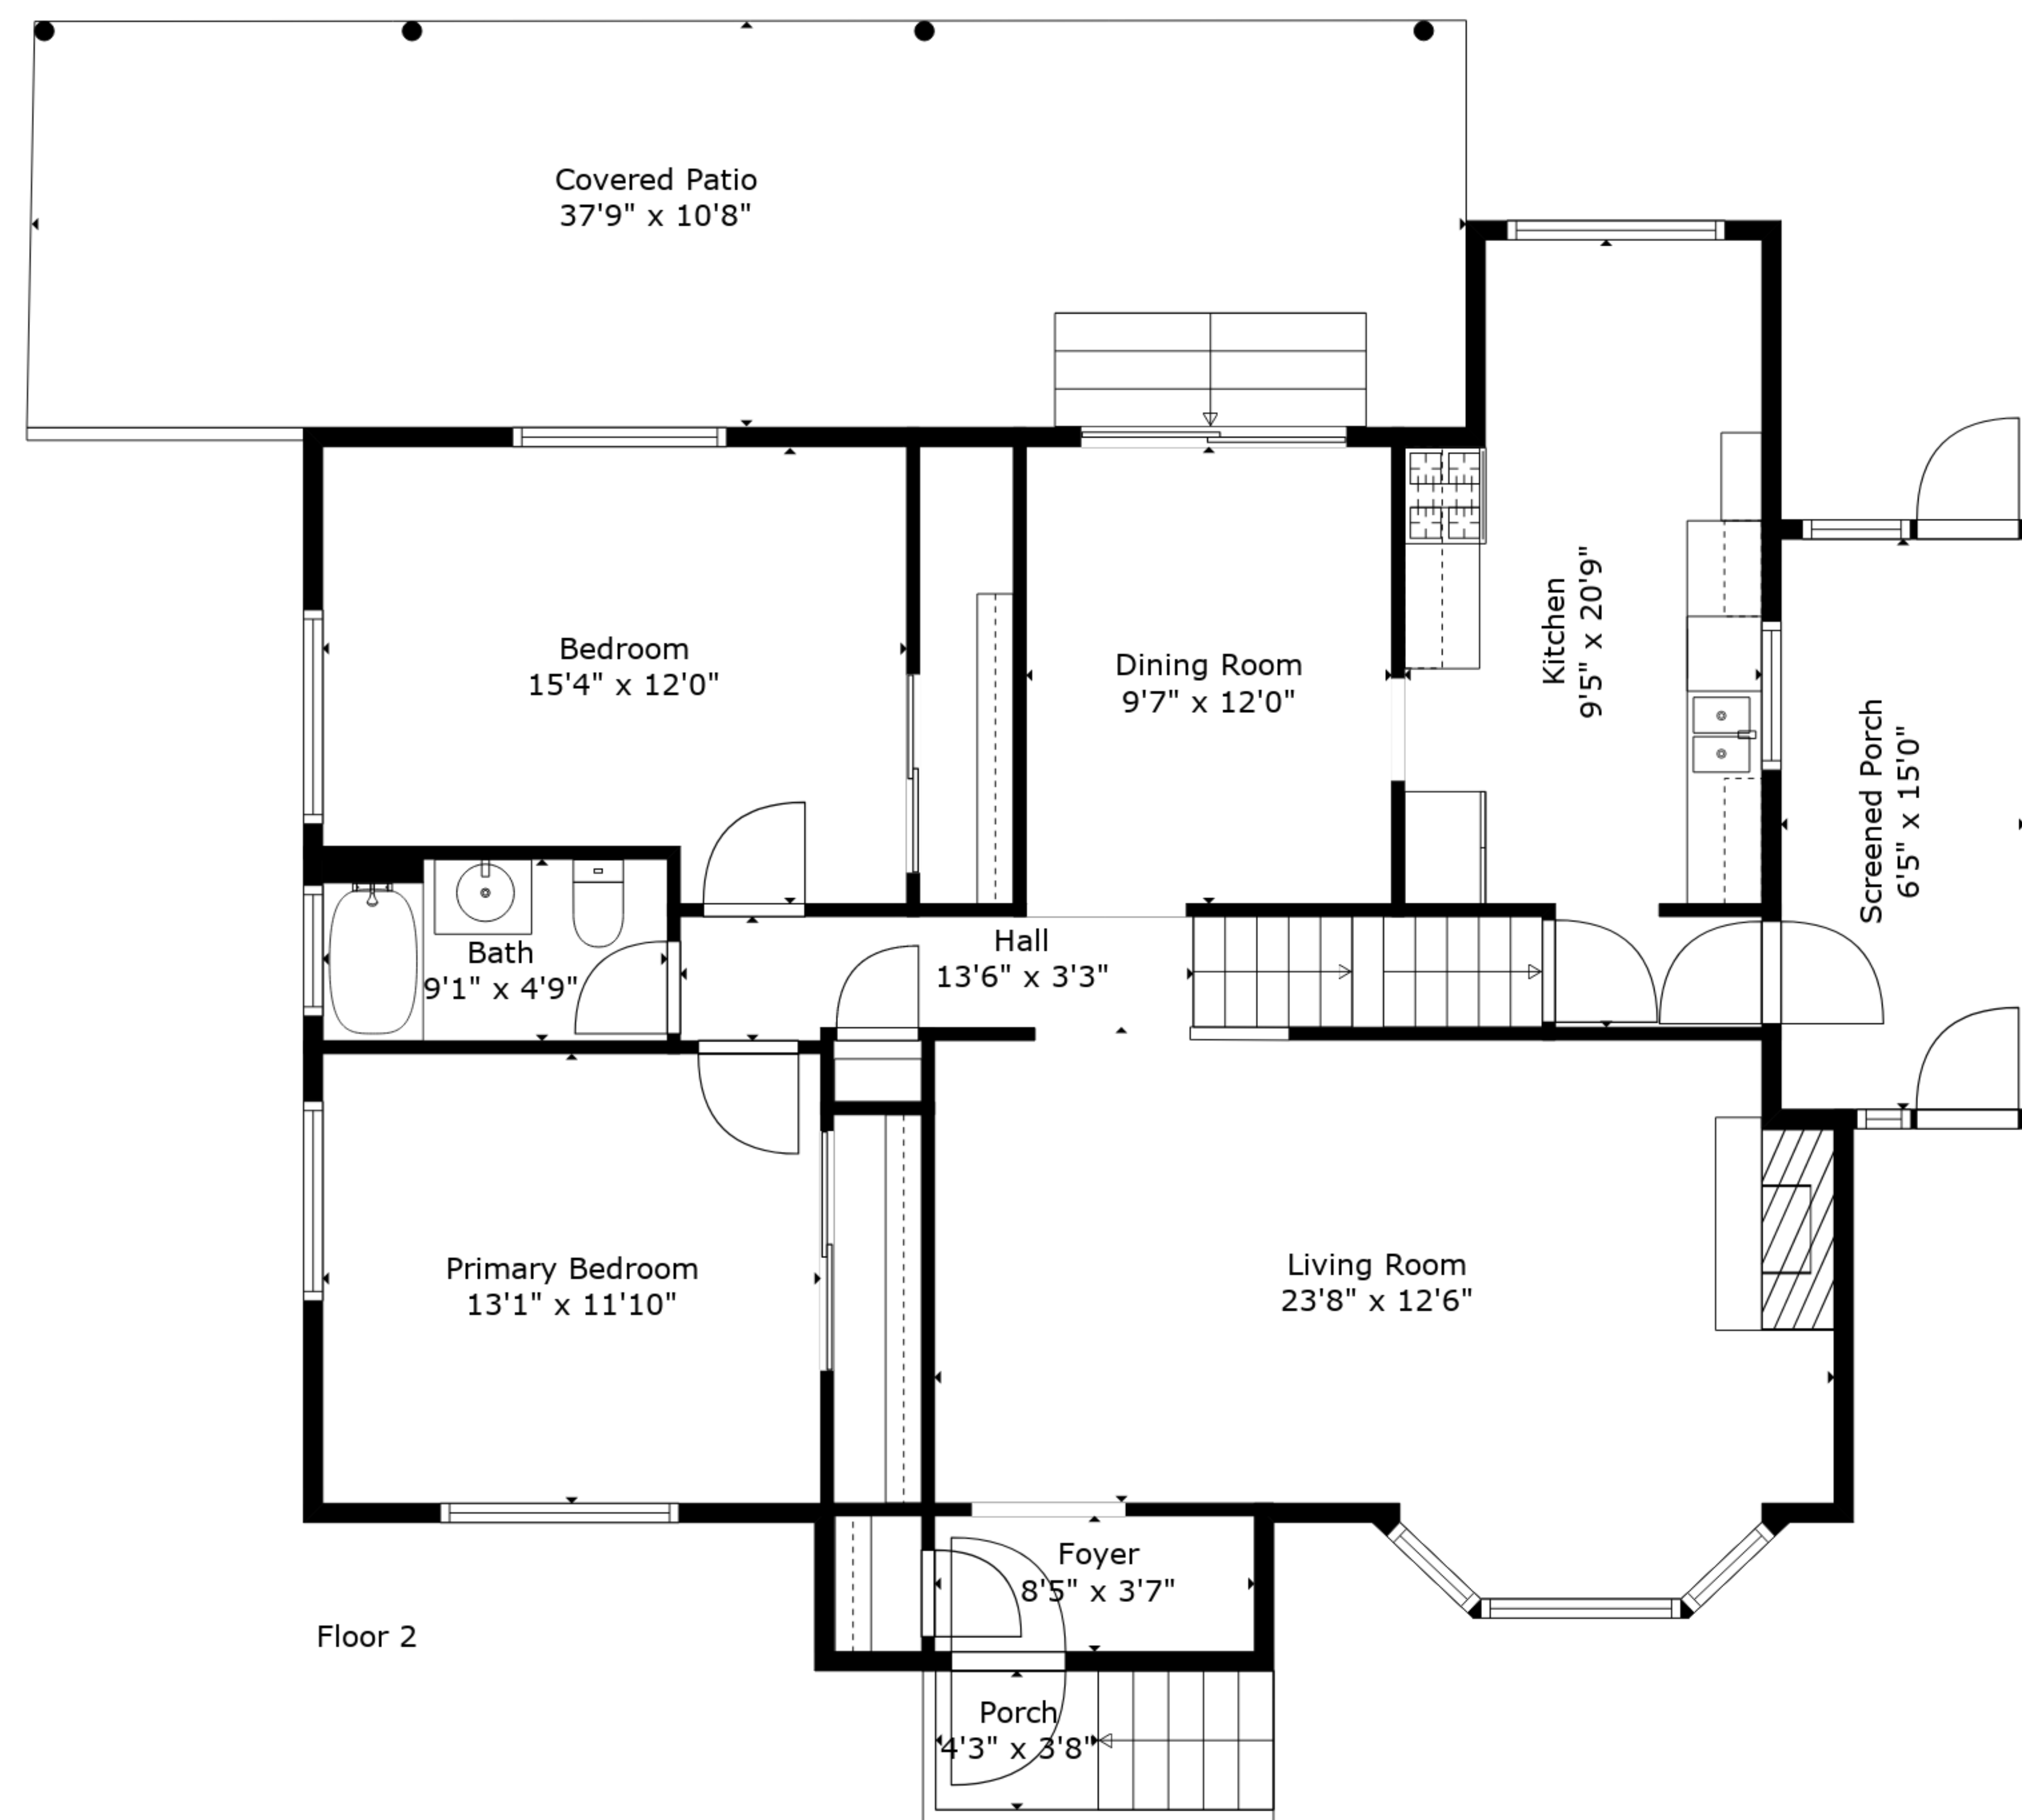 Covered Patio
37'9" x 10'8"
Bedroom
15'4" x 12'0"
Dining Room
9'7" x 12'0"
Kitchen
9'5" x 20'9"
Screened Porch
6'5" x 15'0"
Bath
9'1" x 4'9"
Hall
13'6" x 3'3"
Primary Bedroom
13'1" x 11'10"
Living Room
23'8" x 12'6"
Foyer
8'5" x 3'7"
Floor 2
Porch
4'3" x 3'8"